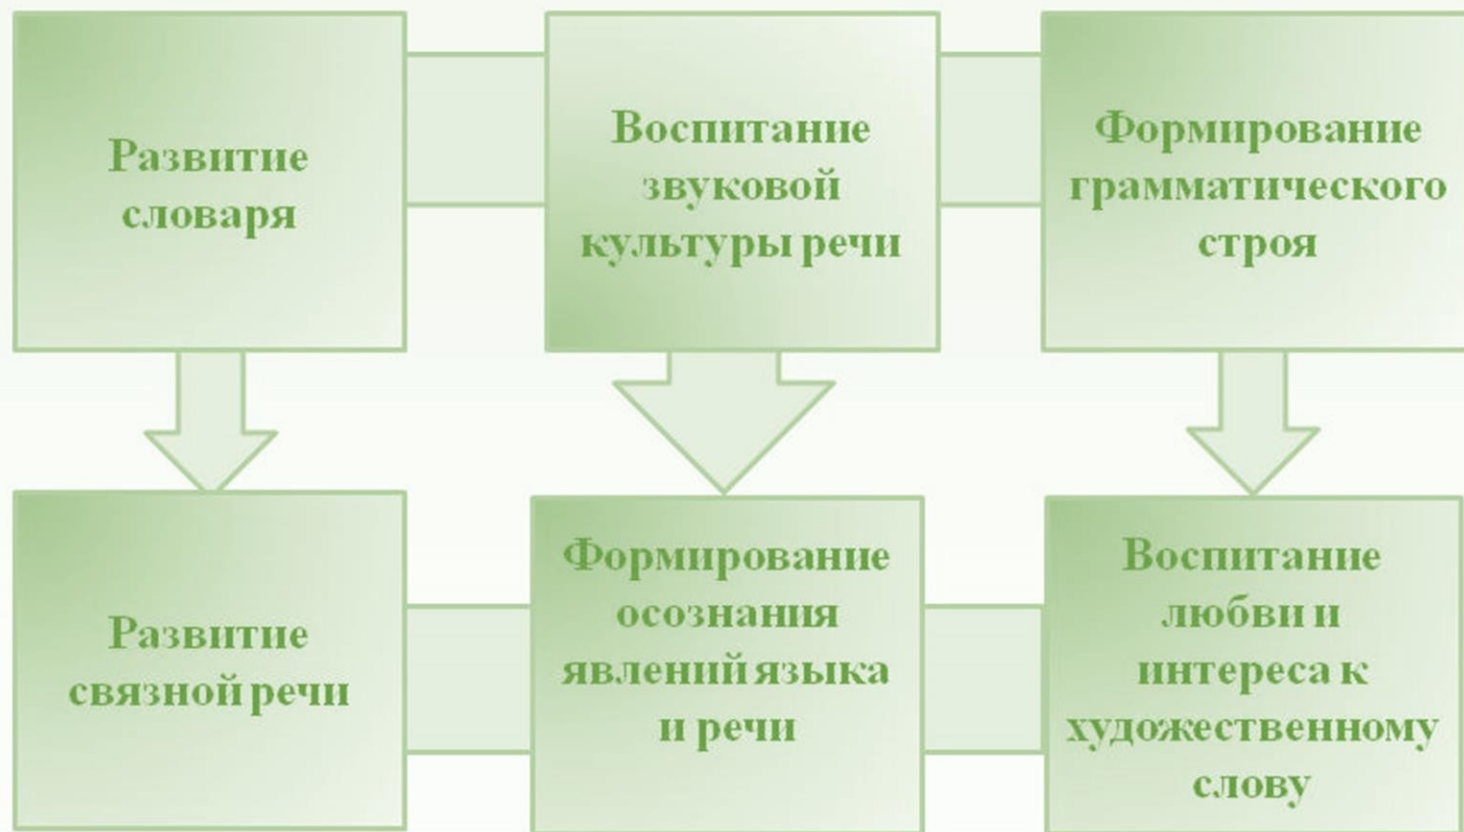 Развитие
словаря
Воспитание
звуковой
культуры речи
Формирование
грамматического
строя
Развитие
связной речи
Формирование
осознания
явлений языка
и речи
Воспитание
любви и
интереса к
художественному
слову